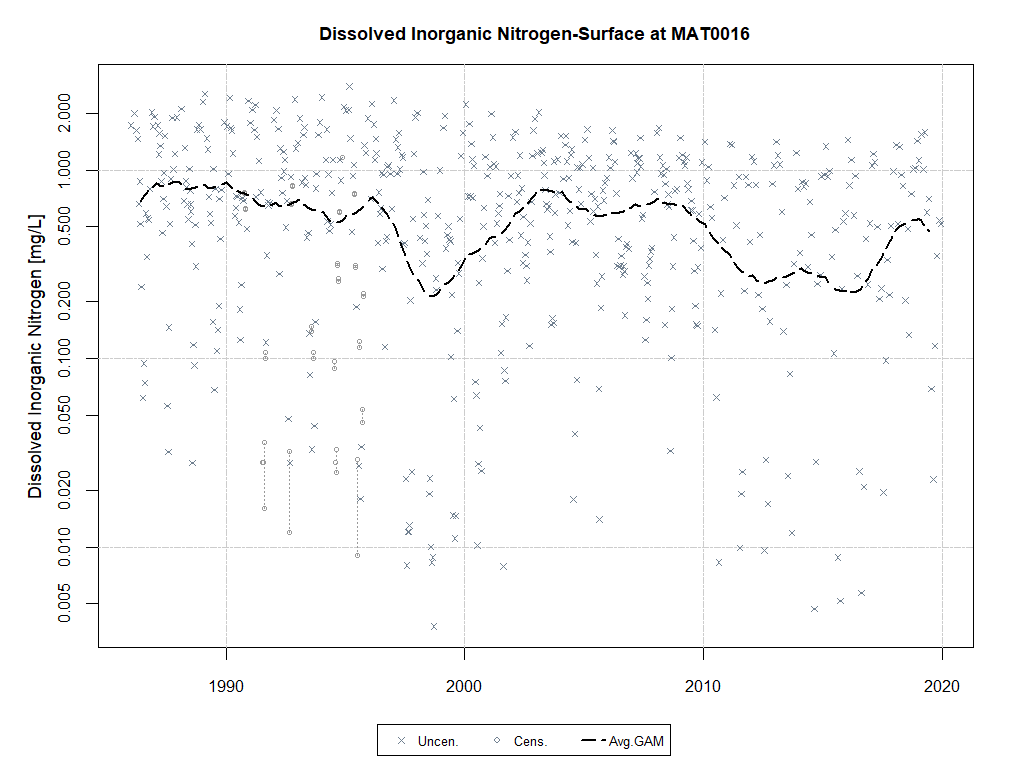 Dissolved Inorganic Nitrogen-Surface at MAT0016
Dissolved Inorganic Nitrogen [mg/L]
2.000
1.000
0.500
0.200
0.100
0.050
0.020
0.010
0.005
1990 2000 2010 2020
Uncen. Cens. Avg.GAM